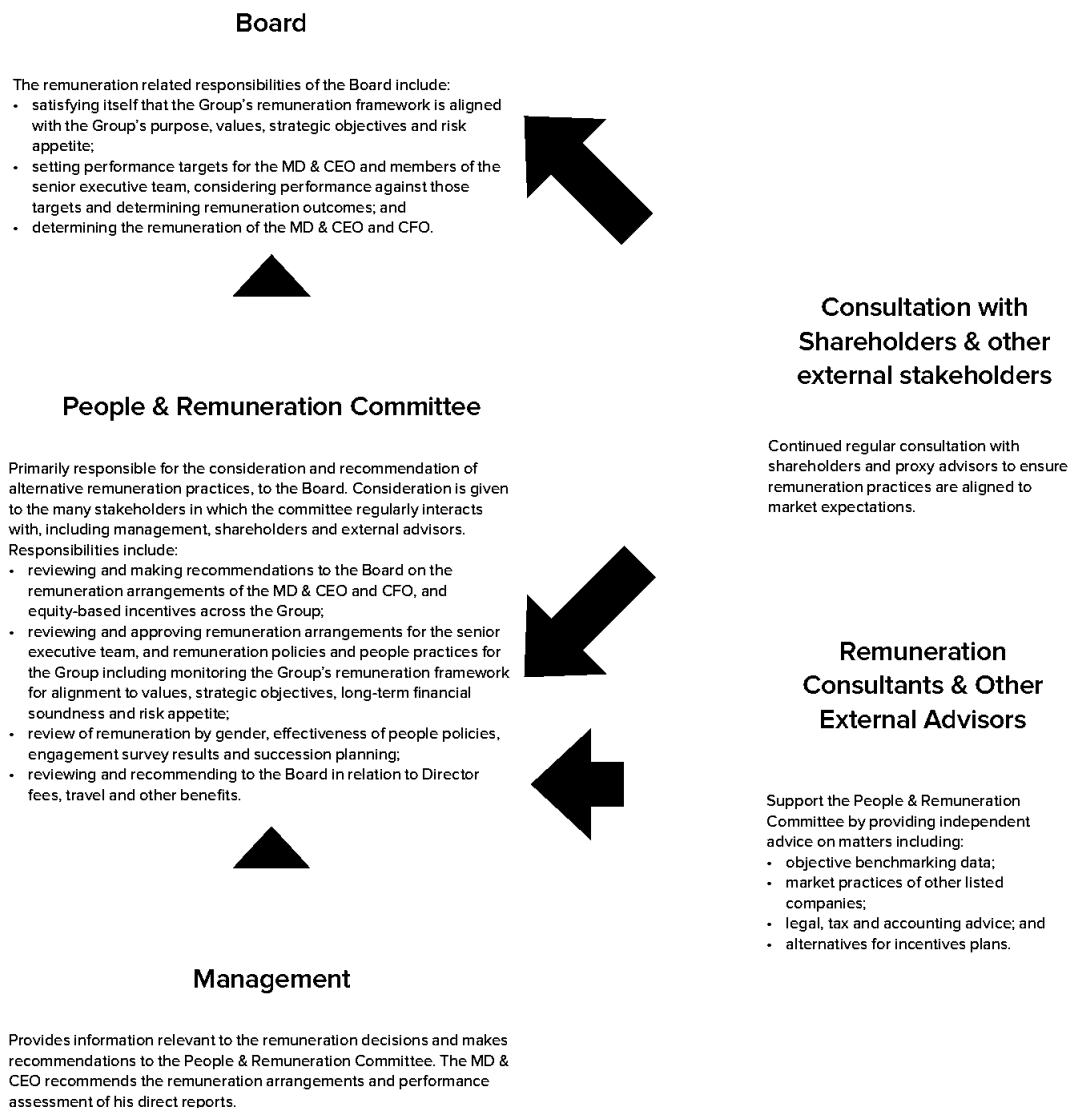 Board
The remuneration related responsibilities of the Board include:
• satisfying itself that the Group's remuneration framework is aligned
with the Group's purpose, values, strategic objectives and risk
appetite;
• setting performance targets for the MD & CEO and members of the
senior executive team, considering performance against those
targets and determining remuneration outcomes; and
• determining the remuneration of the MD & CEO and CFO.
People & Remuneration Committee
Primarily responsible for the consideration and recommendation of
alternative remuneration practices, to the Board. Consideration is given
to the many stakeholders in which the committee regularly interacts
with, including management, shareholders and external advisors.
Responsibilities include:
• reviewing and making recommendations to the Board on the
remuneration arrangements of the MD & CEO and CFO, and
equity-based incentives across the Group;
• reviewing and approving remuneration arrangements for the senior
executive team, and remuneration policies and people practices for
the Group including monitoring the Group's remuneration framework
for alignment to values, strategic objectives, long-term financial
soundness and risk appetite;
• review of remuneration by gender, effectiveness of people policies,
engagement survey results and succession planning;
• reviewing and recommending to the Board in relation to Director
fees, travel and other benefits.
Management
Provides information relevant to the remuneration decisions and makes
recommendations to the People & Remuneration Committee. The MD &
CEO recommends the remuneration arrangements and performance
assessment of his direct reports.
Consultation with
Shareholders & other
external stakeholders
Continued regular consultation with
shareholders and proxy advisors to ensure
remuneration practices are aligned to
market expectations.
Remuneration
Consultants & Other
External Advisors
Support the People & Remuneration
Committee by providing independent
advice on matters including:
• objective benchmarking data;
• market practices of other listed
companies;
• legal, tax and accounting advice; and
• alternatives for incentives plans.